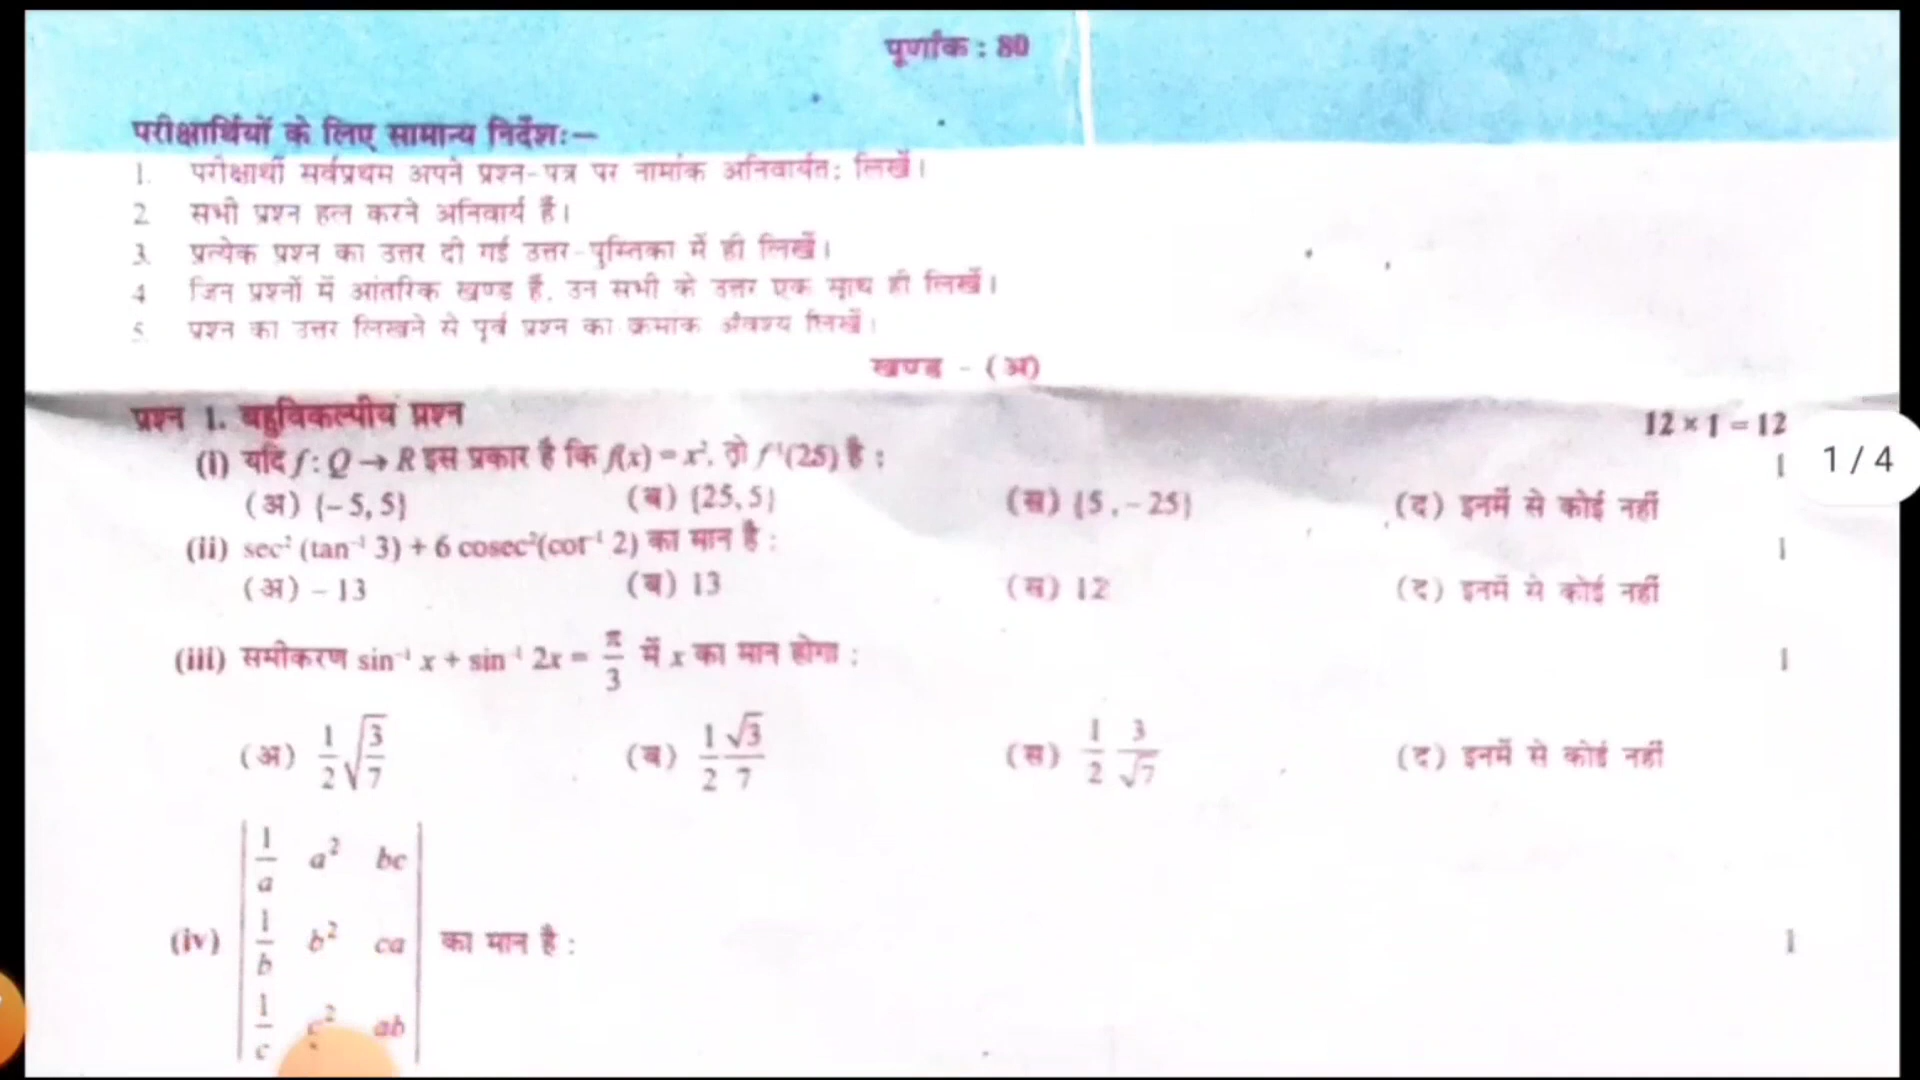 पूर्णांक : 80
परीक्षार्थियों के लिए सामान्य निर्देशः—
1. परीक्षार्थी सर्वप्रथम अपने प्रश्न-पत्र पर नामांक अनिवार्यतः लिखें।
2 सभी प्रश्न हल करने अनिवार्य हैं।
3. प्रत्येक प्रश्न का उत्तर दी गई उत्तर-पुस्तिका में ही लिखें।
4 जिन प्रश्नों में आंतरिक खण्ड हैं, उन सभी के उत्तर एक साथ ही लिखें।
5. प्रश्न का उत्तर लिखने से पूर्व प्रश्न का क्रमांक अवश्य लिखें।
खण्ड - (अ)
प्रश्न 1. बहुविकल्पीय प्रश्न 12 × 1 = 12
(i) यदि f : Q → R इस प्रकार है कि f(x) = x², तो f⁻¹(25) है : 1
1 / 4
(अ) {– 5, 5} (ब) {25, 5} (स) {5, – 25} (द) इनमें से कोई नहीं
(ii) sec² (tan⁻¹ 3) + 6 cosec²(cot⁻¹ 2) का मान है : 1
(अ) – 13 (ब) 13 (स) 12 (द) इनमें से कोई नहीं
(iii) समीकरण sin⁻¹ x + sin⁻¹ 2x = π/3 में x का मान होगा : 1
(अ) 1/2 √(3/7) (ब) 1/2 √3/7 (स) 1/2 3/√7 (द) इनमें से कोई नहीं
1/a a² bc
(iv) 1/b b² ca का मान है : 1
1/c c² ab